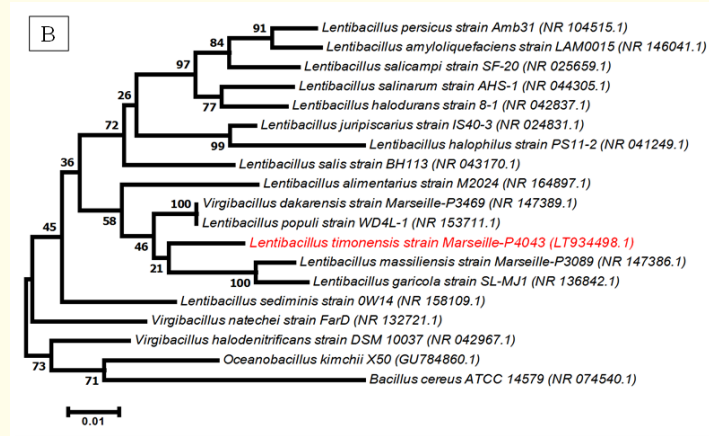 B
Lentibacillus persicus strain Amb31 (NR 104515.1)
Lentibacillus amyloliquefaciens strain LAM0015 (NR 146041.1)
Lentibacillus salicampi strain SF-20 (NR 025659.1)
Lentibacillus salinarum strain AHS-1 (NR 044305.1)
Lentibacillus halodurans strain 8-1 (NR 042837.1)
Lentibacillus juripiscarius strain IS40-3 (NR 024831.1)
Lentibacillus halophilus strain PS11-2 (NR 041249.1)
Lentibacillus salis strain BH113 (NR 043170.1)
Lentibacillus alimentarius strain M2024 (NR 164897.1)
Virgibacillus dakarensis strain Marseille-P3469 (NR 147389.1)
Lentibacillus populi strain WD4L-1 (NR 153711.1)
Lentibacillus timonensis strain Marseille-P4043 (LT934498.1)
Lentibacillus massiliensis strain Marseille-P3089 (NR 147386.1)
Lentibacillus garicola strain SL-MJ1 (NR 136842.1)
Lentibacillus sediminis strain 0W14 (NR 158109.1)
Virgibacillus natechei strain FarD (NR 132721.1)
Virgibacillus halodenitrificans strain DSM 10037 (NR 042967.1)
Oceanobacillus kimchii X50 (GU784860.1)
Bacillus cereus ATCC 14579 (NR 074540.1)
91
84
97
77
26
72
99
36
100
58
46
45
21
100
73
71
0.01